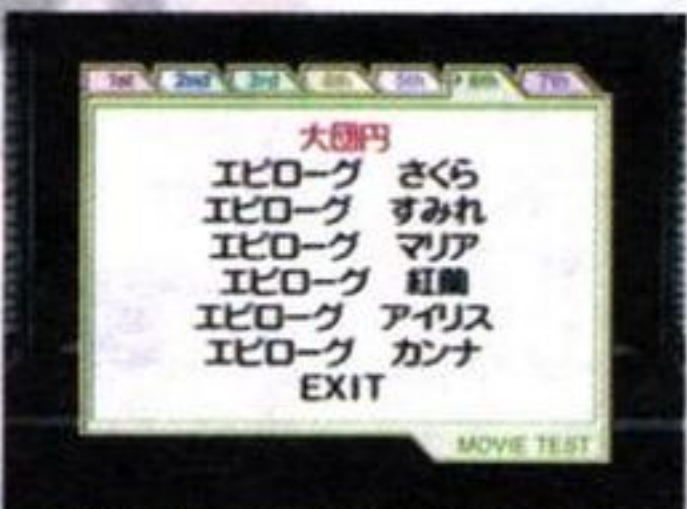 1st 2nd 3rd 4th 5th 6th 7th
大団円
エピローグ さくら
エピローグ すみれ
エピローグ マリア
エピローグ 紅蘭
エピローグ アイリス
エピローグ カンナ
EXIT
MOVIE TEST